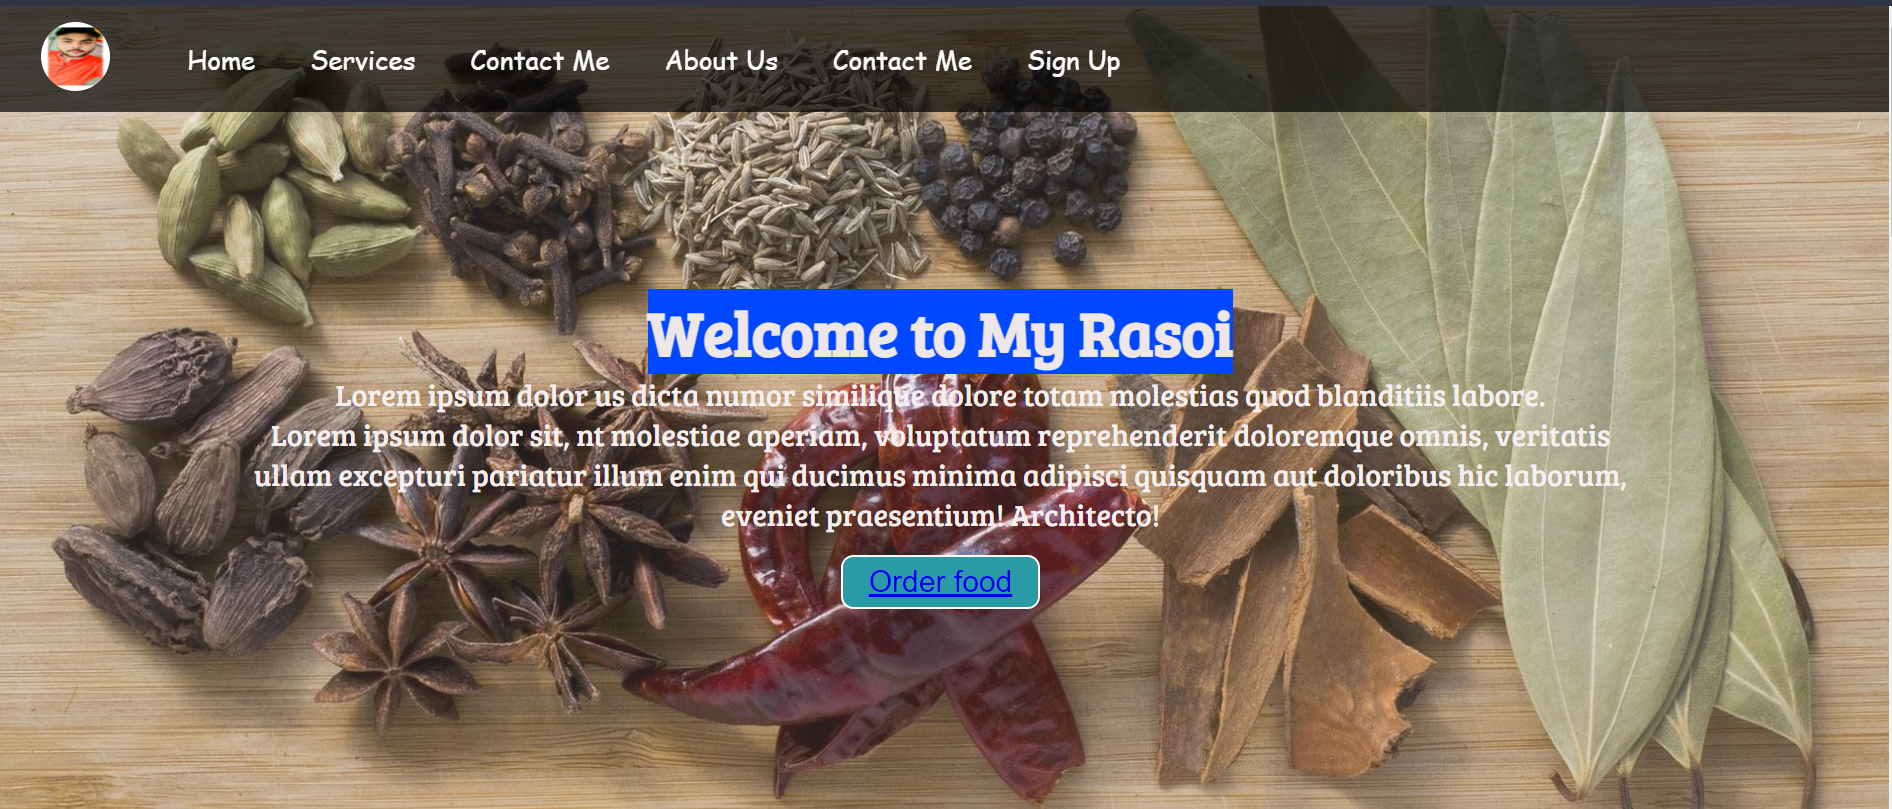 Home Services Contact Me About Us Contact Me Sign Up
Welcome to My Rasoi
Lorem ipsum dolor us dicta numor similique dolore totam molestias quod blanditiis labore.
Lorem ipsum dolor sit, nt molestiae aperiam, voluptatum reprehenderit doloremque omnis, veritatis
ullam excepturi pariatur illum enim qui ducimus minima adipisci quisquam aut doloribus hic laborum,
eveniet praesentium! Architecto!
Order food